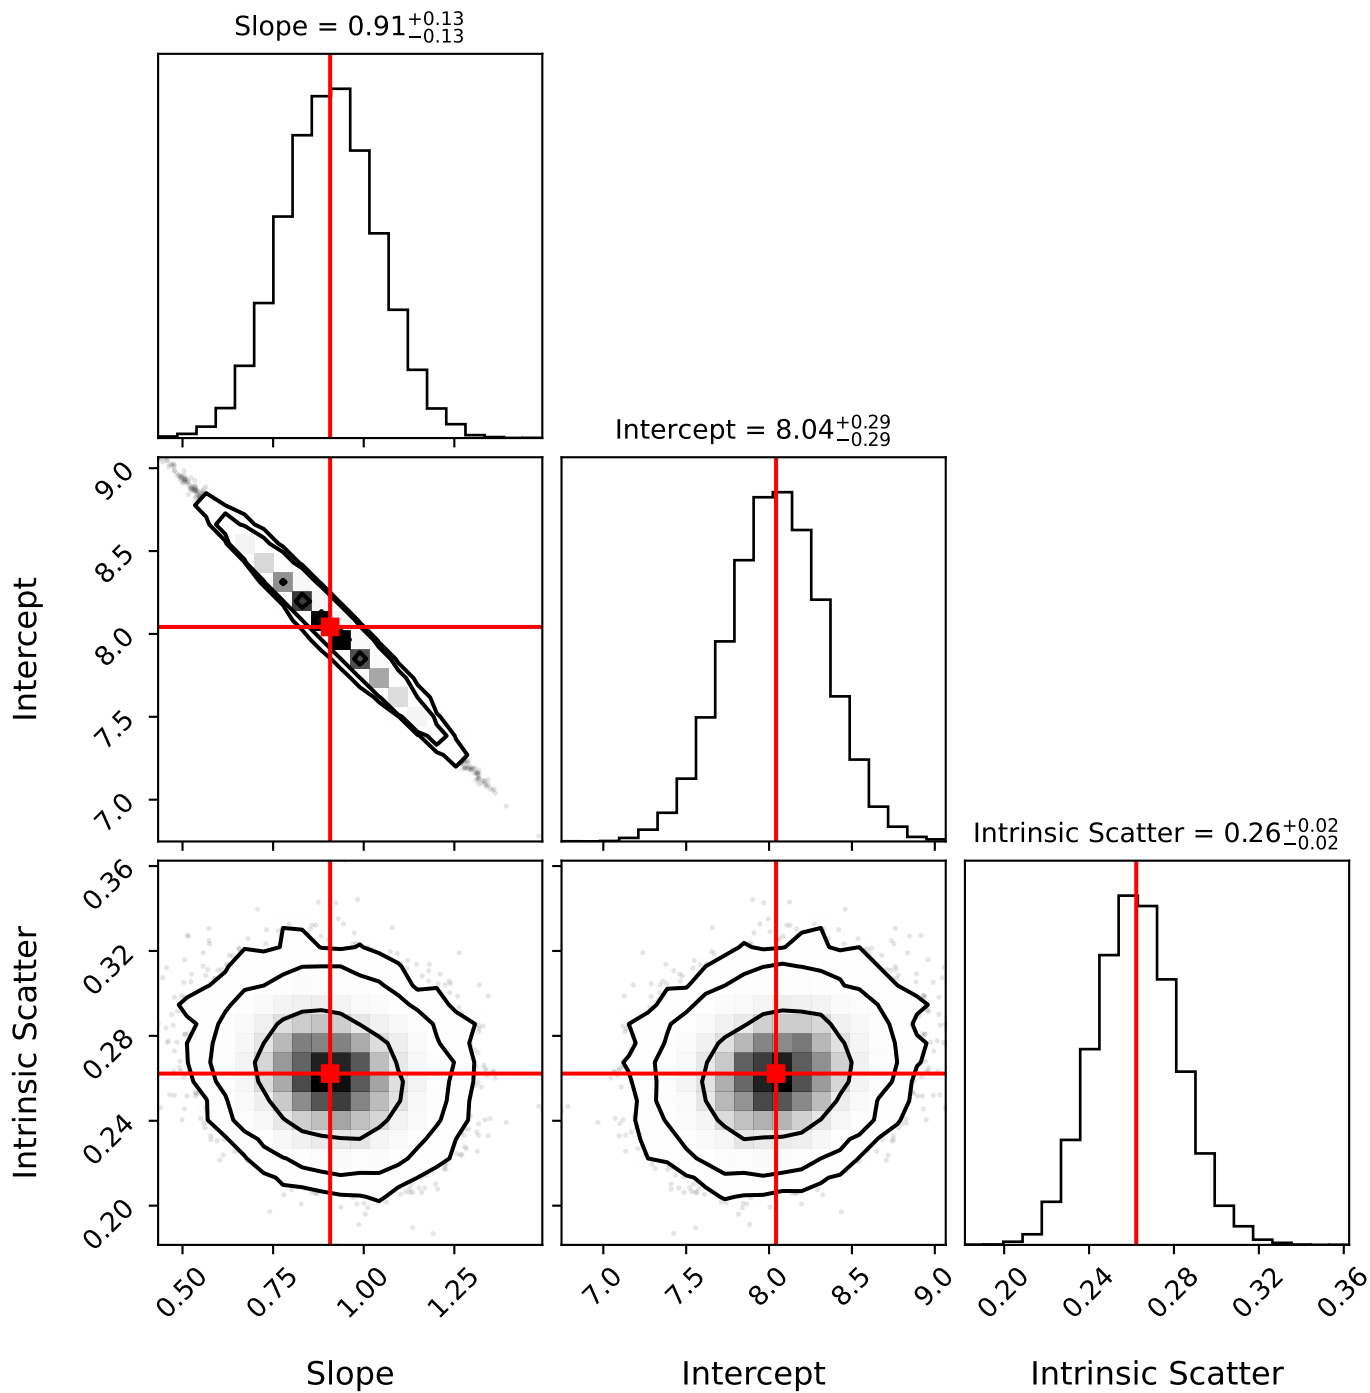 Slope = 0.91+0.13 −0.13
Intercept = 8.04+0.29 −0.29
Intrinsic Scatter = 0.26+0.02 −0.02
Intercept
9.0
8.5
8.0
7.5
7.0
Intrinsic Scatter
0.36
0.32
0.28
0.24
0.20
0.50 0.75 1.00 1.25
7.0 7.5 8.0 8.5 9.0
0.20 0.24 0.28 0.32 0.36
Slope
Intercept
Intrinsic Scatter